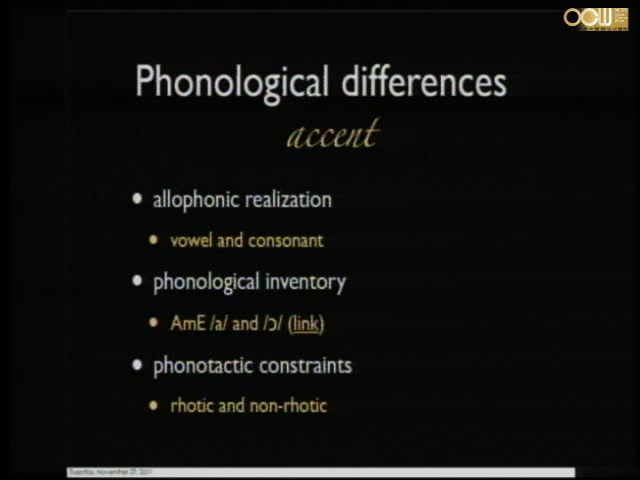 OCW
Phonological differences
accent
• allophonic realization
• vowel and consonant
• phonological inventory
• AmE /a/ and /ɔ/ (link)
• phonotactic constraints
• rhotic and non-rhotic